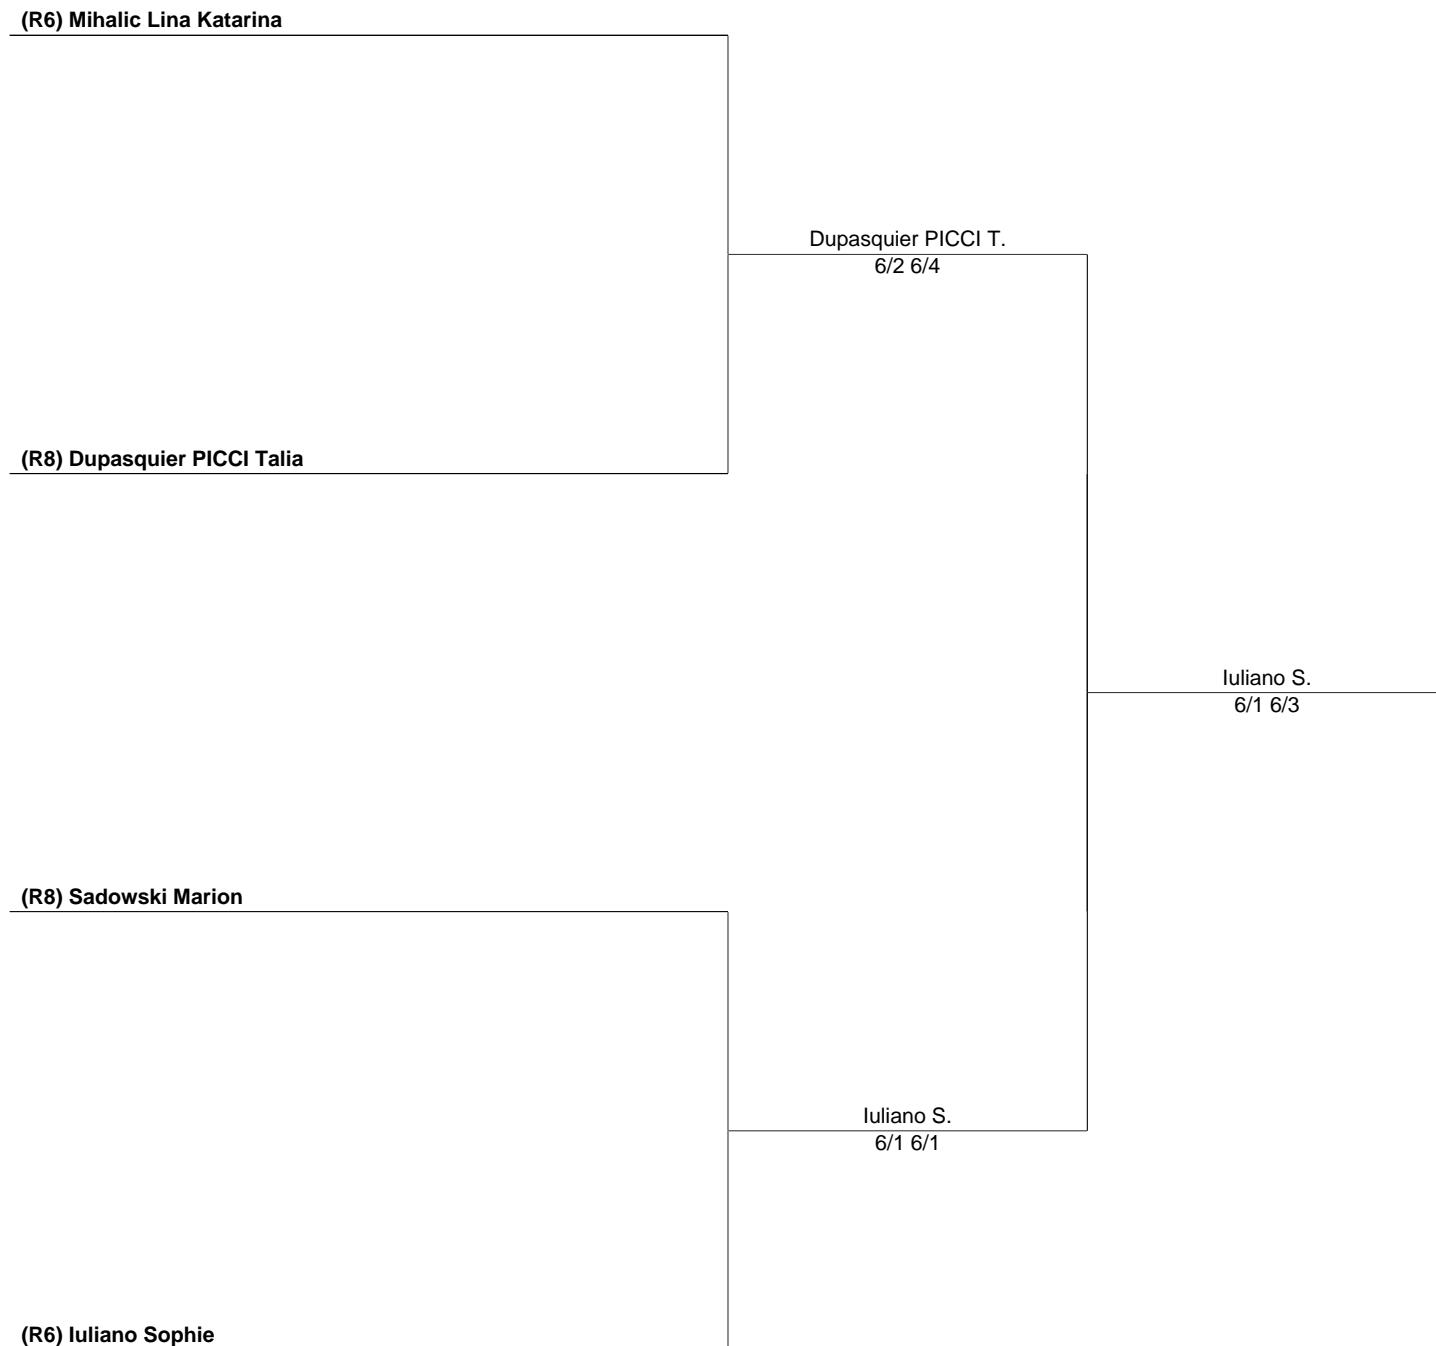 (R6) Mihalic Lina Katarina
Dupasquier PICCI T.
6/2 6/4
(R8) Dupasquier PICCI Talia
Iuliano S.
6/1 6/3
(R8) Sadowski Marion
Iuliano S.
6/1 6/1
(R6) Iuliano Sophie